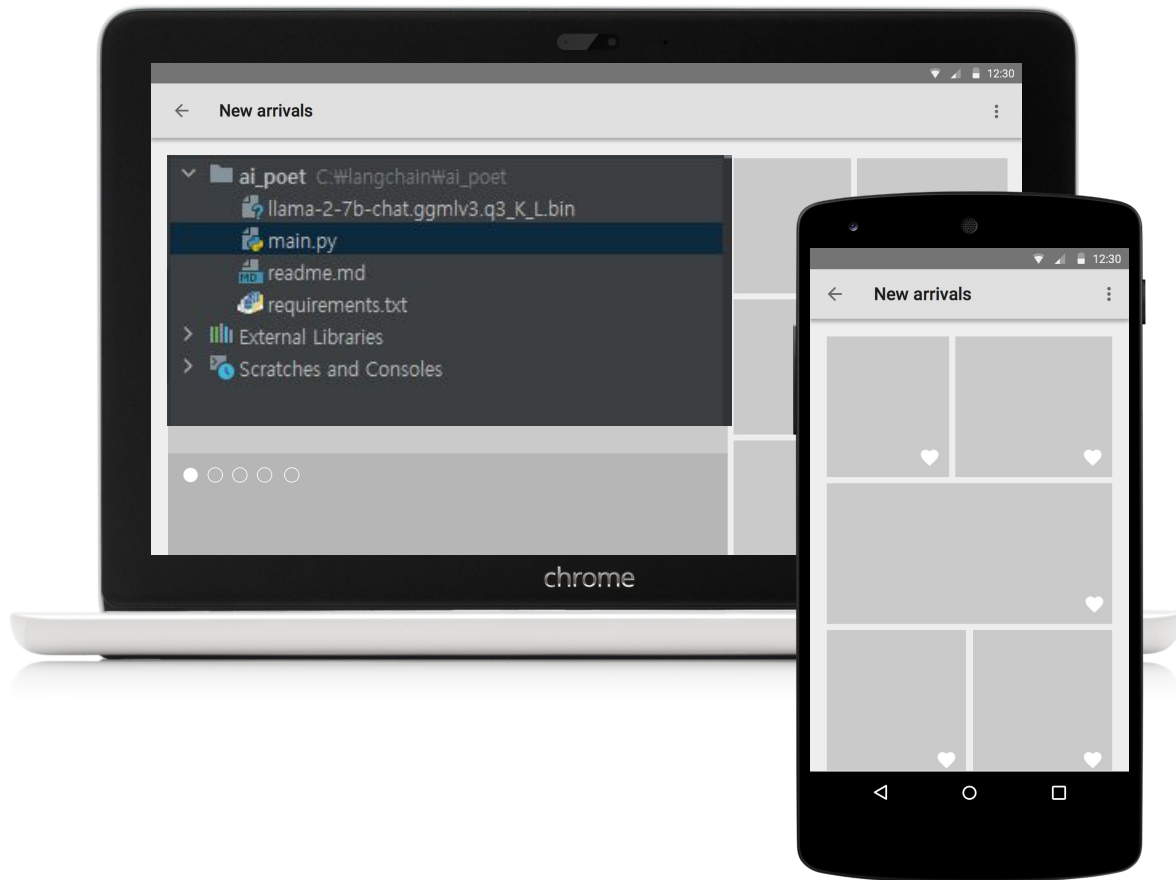 12:30
New arrivals
ai_poet C:₩langchain₩ai_poet
llama-2-7b-chat.ggmlv3.q3_K_L.bin
main.py
MD readme.md
requirements.txt
External Libraries
Scratches and Consoles
chrome
12:30
New arrivals